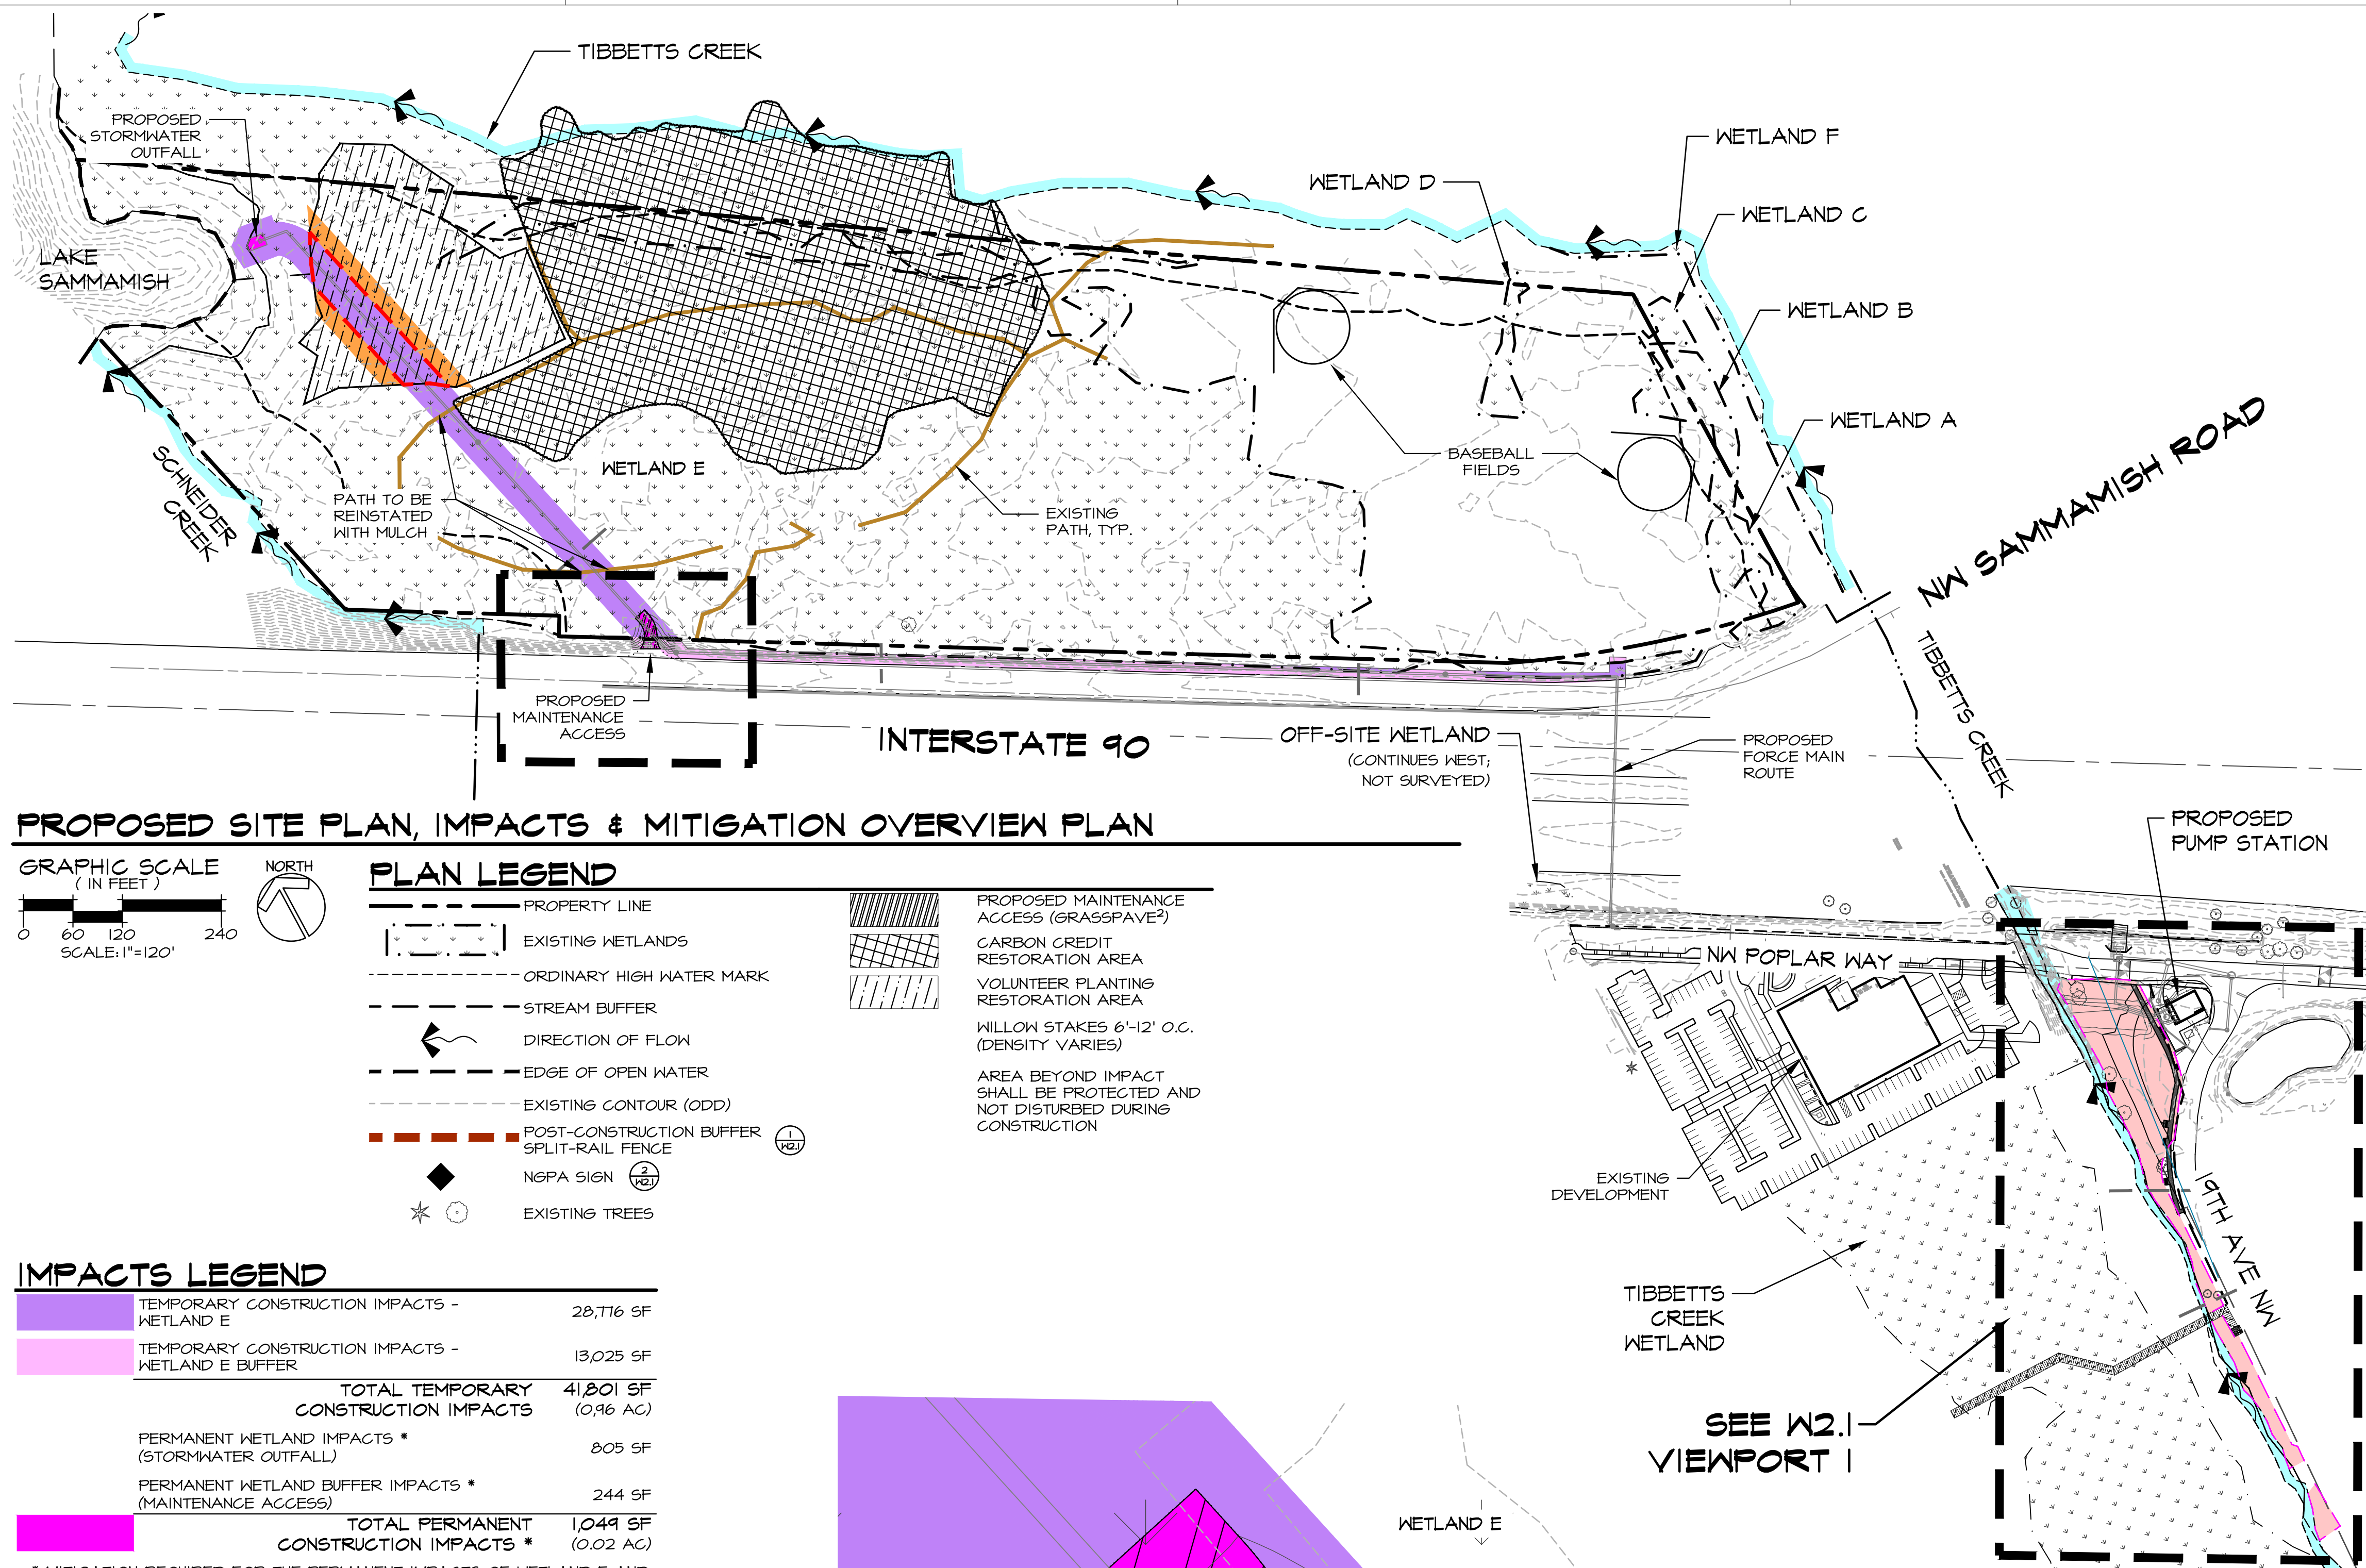 TIBBETTS CREEK
PROPOSED
STORMWATER
OUTFALL
WETLAND F
WETLAND D
WETLAND C
LAKE
SAMMAMISH
WETLAND B
WETLAND A
BASEBALL
FIELDS
WETLAND E
SCHNEIDER
CREEK
PATH TO BE
REINSTATED
WITH MULCH
EXISTING
PATH, TYP.
NW SAMMAMISH ROAD
TIBBETTS CREEK
PROPOSED
MAINTENANCE
ACCESS
INTERSTATE 90
OFF-SITE WETLAND
(CONTINUES WEST;
NOT SURVEYED)
PROPOSED
FORCE MAIN
ROUTE
PROPOSED
PUMP STATION
NW POPLAR WAY
EXISTING
DEVELOPMENT
19TH AVE NW
TIBBETTS
CREEK
WETLAND
SEE W2.1
VIEWPORT 1
PROPOSED SITE PLAN, IMPACTS & MITIGATION OVERVIEW PLAN
GRAPHIC SCALE
( IN FEET )
0 60 120 240
SCALE: 1"=120'
NORTH
PLAN LEGEND
PROPERTY LINE
EXISTING WETLANDS
ORDINARY HIGH WATER MARK
STREAM BUFFER
DIRECTION OF FLOW
EDGE OF OPEN WATER
EXISTING CONTOUR (ODD)
POST-CONSTRUCTION BUFFER
SPLIT-RAIL FENCE
1
W2.1
NGPA SIGN
2
W2.1
EXISTING TREES
PROPOSED MAINTENANCE
ACCESS (GRASSPAVE²)
CARBON CREDIT
RESTORATION AREA
VOLUNTEER PLANTING
RESTORATION AREA
WILLOW STAKES 6'-12' O.C.
(DENSITY VARIES)
AREA BEYOND IMPACT
SHALL BE PROTECTED AND
NOT DISTURBED DURING
CONSTRUCTION
IMPACTS LEGEND
TEMPORARY CONSTRUCTION IMPACTS -
WETLAND E 28,776 SF
TEMPORARY CONSTRUCTION IMPACTS -
WETLAND E BUFFER 13,025 SF
TOTAL TEMPORARY 41,801 SF
CONSTRUCTION IMPACTS (0.96 AC)
PERMANENT WETLAND IMPACTS *
(STORMWATER OUTFALL) 805 SF
PERMANENT WETLAND BUFFER IMPACTS *
(MAINTENANCE ACCESS) 244 SF
TOTAL PERMANENT 1,049 SF
CONSTRUCTION IMPACTS * (0.02 AC)
* MITIGATION REQUIRED FOR THE PERMANENT IMPACTS OF WETLAND E AND
WETLAND E